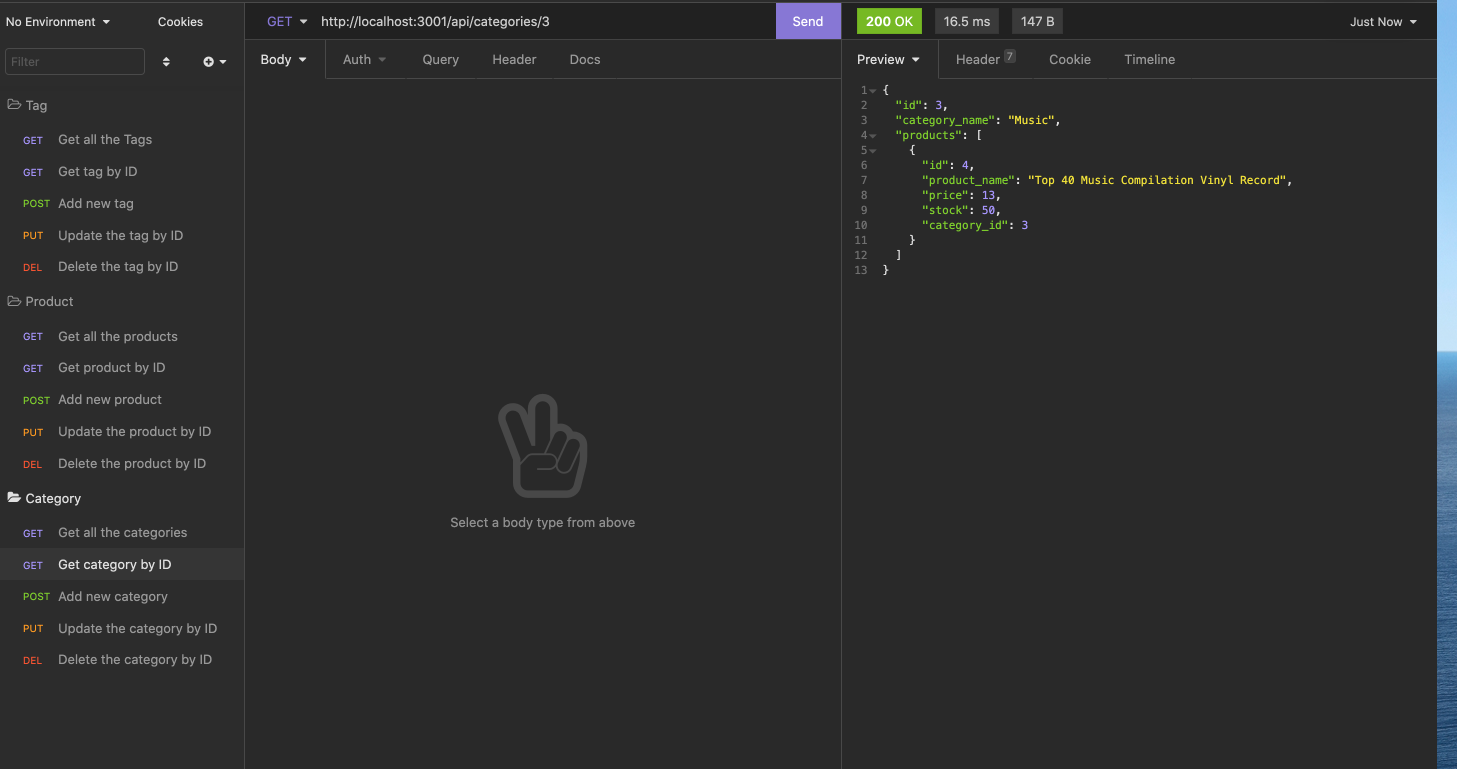 No Environment Cookies
Filter
Tag
GET Get all the Tags
GET Get tag by ID
POST Add new tag
PUT Update the tag by ID
DEL Delete the tag by ID
Product
GET Get all the products
GET Get product by ID
POST Add new product
PUT Update the product by ID
DEL Delete the product by ID
Category
GET Get all the categories
GET Get category by ID
POST Add new category
PUT Update the category by ID
DEL Delete the category by ID
GET http://localhost:3001/api/categories/3 Send
Body Auth Query Header Docs
Select a body type from above
200 OK 16.5 ms 147 B Just Now
Preview Header 7 Cookie Timeline
1 {
2 "id": 3,
3 "category_name": "Music",
4 "products": [
5 {
6 "id": 4,
7 "product_name": "Top 40 Music Compilation Vinyl Record",
8 "price": 13,
9 "stock": 50,
10 "category_id": 3
11 }
12 ]
13 }